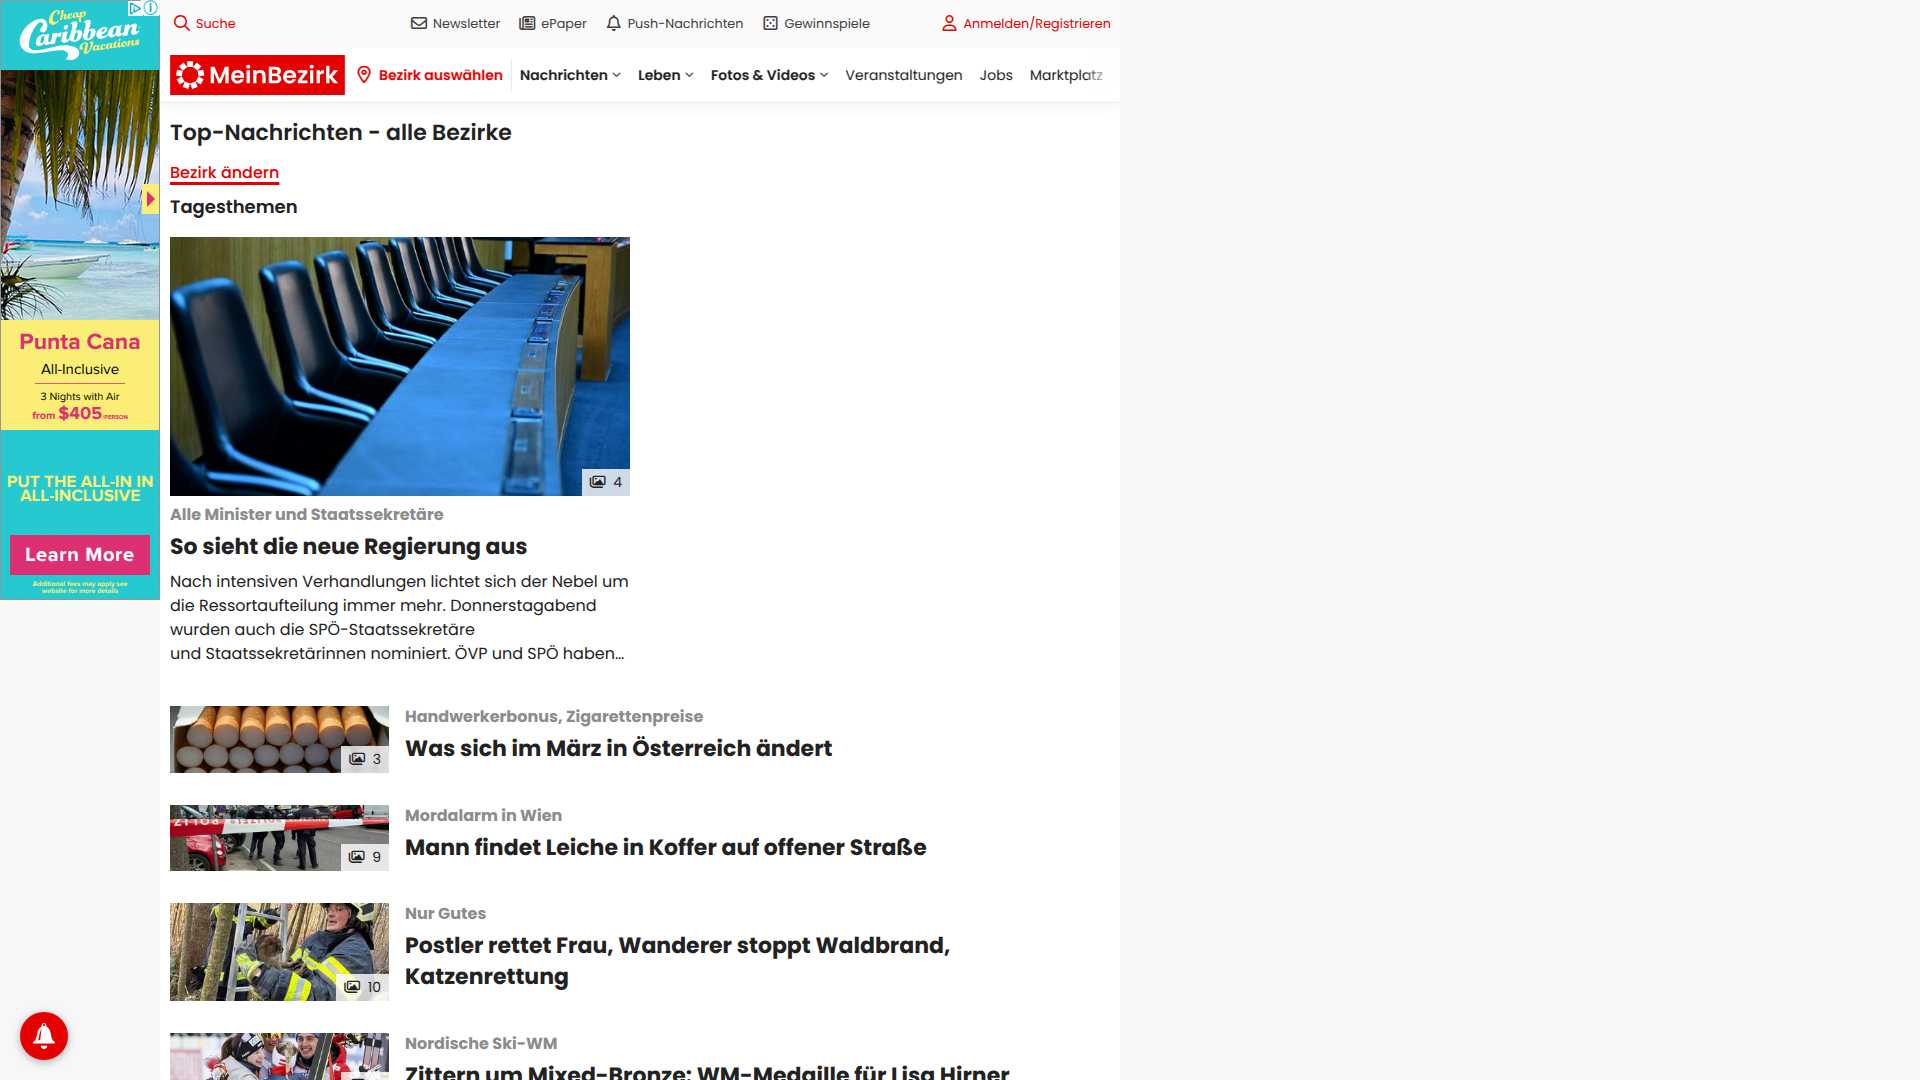 Cheap
Caribbean
Vacations
Punta Cana
All-Inclusive
3 Nights with Air
from $405 /PERSON
PUT THE ALL-IN IN
ALL-INCLUSIVE
Learn More
Additional fees may apply see
website for more details
Suche
Newsletter
ePaper
Push-Nachrichten
Gewinnspiele
Anmelden/Registrieren
MeinBezirk
Bezirk auswählen
Nachrichten
Leben
Fotos & Videos
Veranstaltungen
Jobs
Marktplatz
Top-Nachrichten - alle Bezirke
Bezirk ändern
Tagesthemen
4
Alle Minister und Staatssekretäre
So sieht die neue Regierung aus
Nach intensiven Verhandlungen lichtet sich der Nebel um
die Ressortaufteilung immer mehr. Donnerstagabend
wurden auch die SPÖ-Staatssekretäre
und Staatssekretärinnen nominiert. ÖVP und SPÖ haben...
3
Handwerkerbonus, Zigarettenpreise
Was sich im März in Österreich ändert
9
Mordalarm in Wien
Mann findet Leiche in Koffer auf offener Straße
10
Nur Gutes
Postler rettet Frau, Wanderer stoppt Waldbrand,
Katzenrettung
Nordische Ski-WM
Zittern um Mixed-Bronze: WM-Medaille für Lisa Hirner